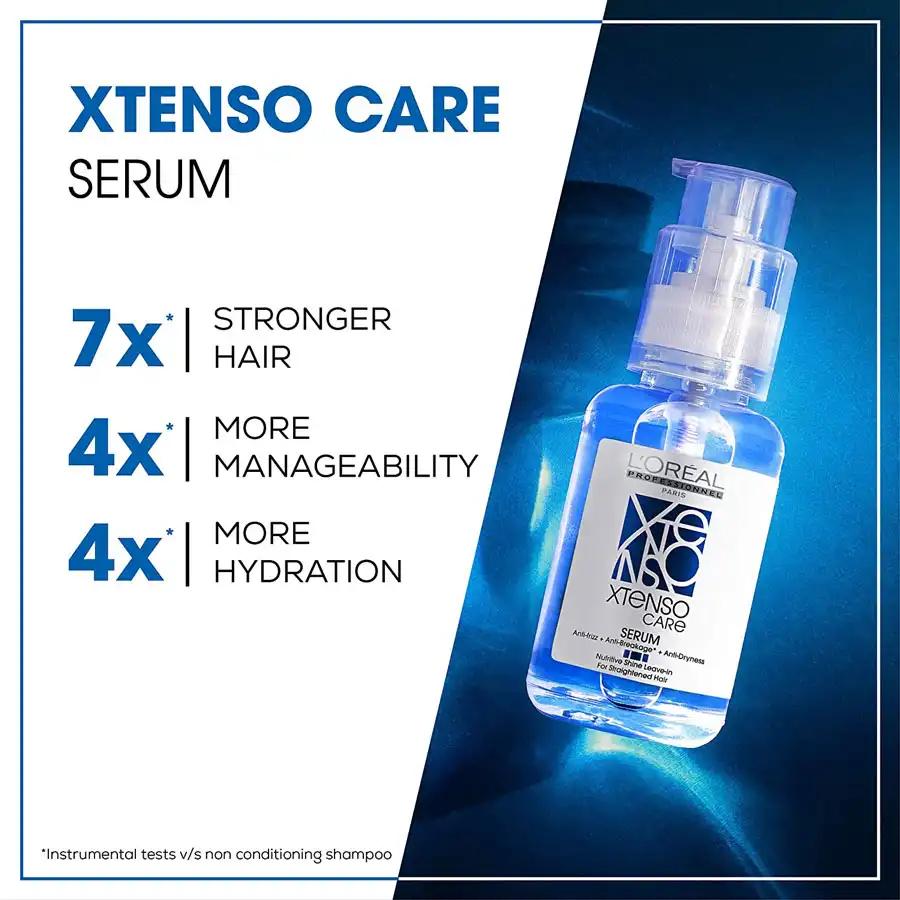 XTENSO CARE
SERUM
7x*
STRONGER
HAIR
4x*
MORE
MANAGEABILITY
4x*
MORE
HYDRATION
L'ORÉAL
PROFESSIONNEL
PARIS
XTENSO
XTENSO
CARE
SERUM
Anti-frizz + Anti-Breakage* + Anti-Dryness
Nutritive Shine Leave-in
For Straightened Hair
*Instrumental tests v/s non conditioning shampoo